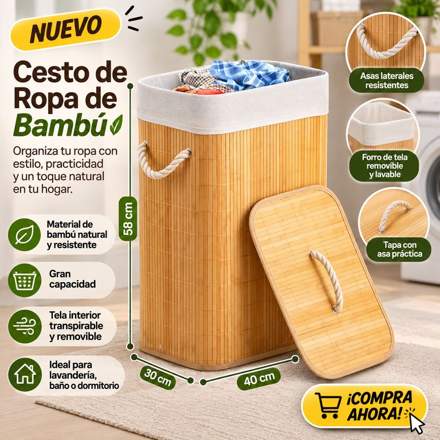 NUEVO
Cesto de
Ropa de
Bambú
Organiza tu ropa con
estilo, practicidad
y un toque natural
en tu hogar.
Material de
bambú natural
y resistente
Gran
capacidad
Tela interior
transpirable
y removible
Ideal para
lavandería,
baño o dormitorio
58 cm
30 cm
40 cm
Asas laterales
resistentes
Forro de tela
removible
y lavable
Tapa con
asa práctica
¡COMPRA
AHORA!